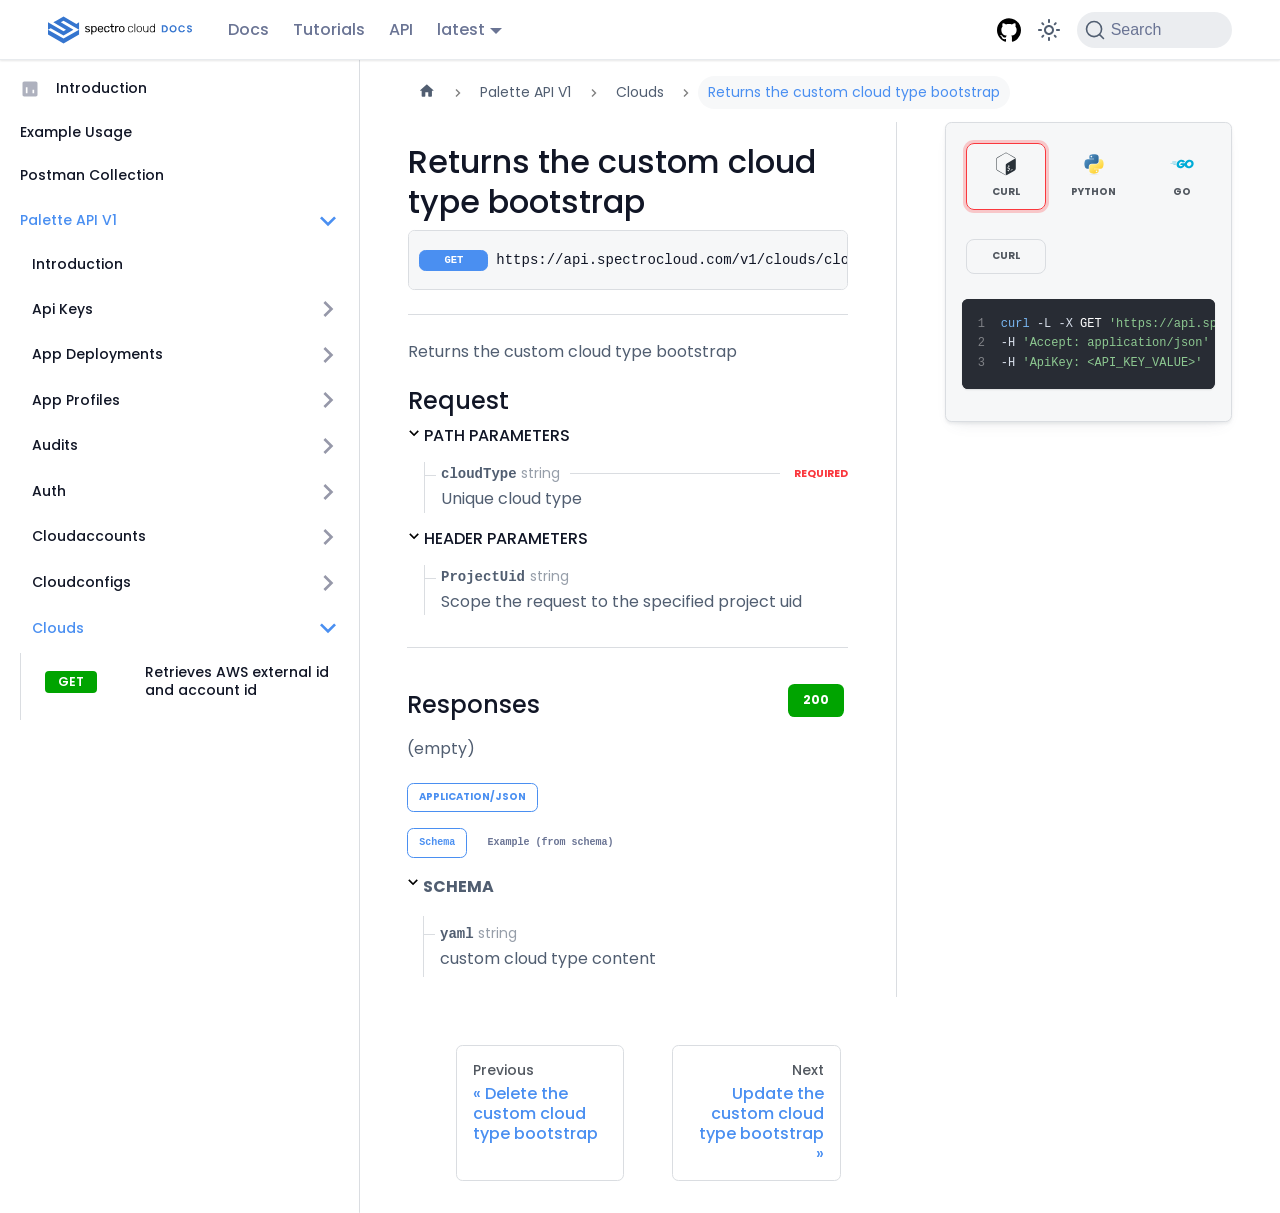 spectro cloud DOCS
Docs
Tutorials
API
latest
Search
Introduction
Example Usage
Postman Collection
Palette API V1
Introduction
Api Keys
App Deployments
App Profiles
Audits
Auth
Cloudaccounts
Cloudconfigs
Clouds
GET
Retrieves AWS external id
and account id
Palette API V1
Clouds
Returns the custom cloud type bootstrap
Returns the custom cloud
type bootstrap
GET https://api.spectrocloud.com/v1/clouds/clo
Returns the custom cloud type bootstrap
Request
PATH PARAMETERS
cloudType string REQUIRED
Unique cloud type
HEADER PARAMETERS
ProjectUid string
Scope the request to the specified project uid
Responses
200
(empty)
APPLICATION/JSON
Schema
Example (from schema)
SCHEMA
yaml string
custom cloud type content
Previous
« Delete the
custom cloud
type bootstrap
Next
Update the
custom cloud
type bootstrap
»
CURL
PYTHON
GO
GO
CURL
1 curl -L -X GET 'https://api.sp
2 -H 'Accept: application/json'
3 -H 'ApiKey: <API_KEY_VALUE>'